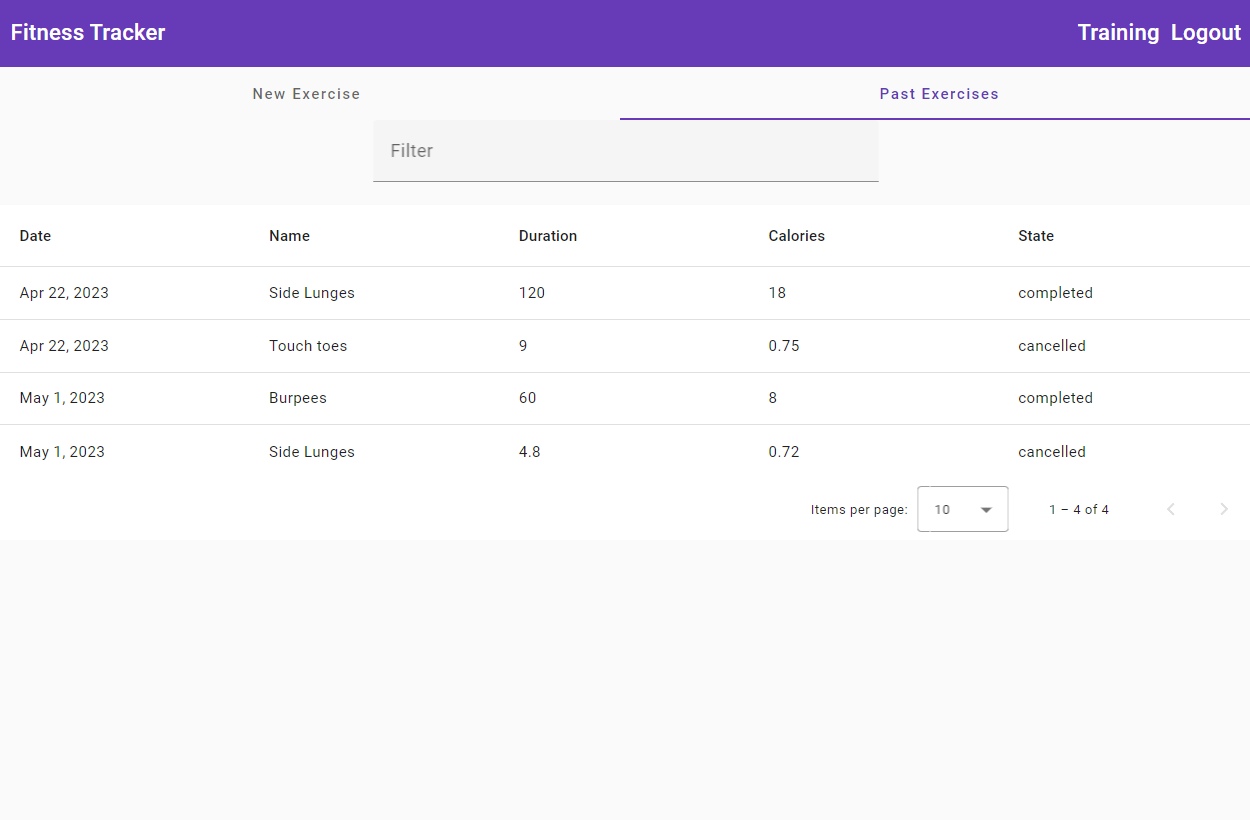 Fitness Tracker Training Logout
New Exercise Past Exercises
Filter
Date Name Duration Calories State
Apr 22, 2023 Side Lunges 120 18 completed
Apr 22, 2023 Touch toes 9 0.75 cancelled
May 1, 2023 Burpees 60 8 completed
May 1, 2023 Side Lunges 4.8 0.72 cancelled
Items per page: 10 1 – 4 of 4